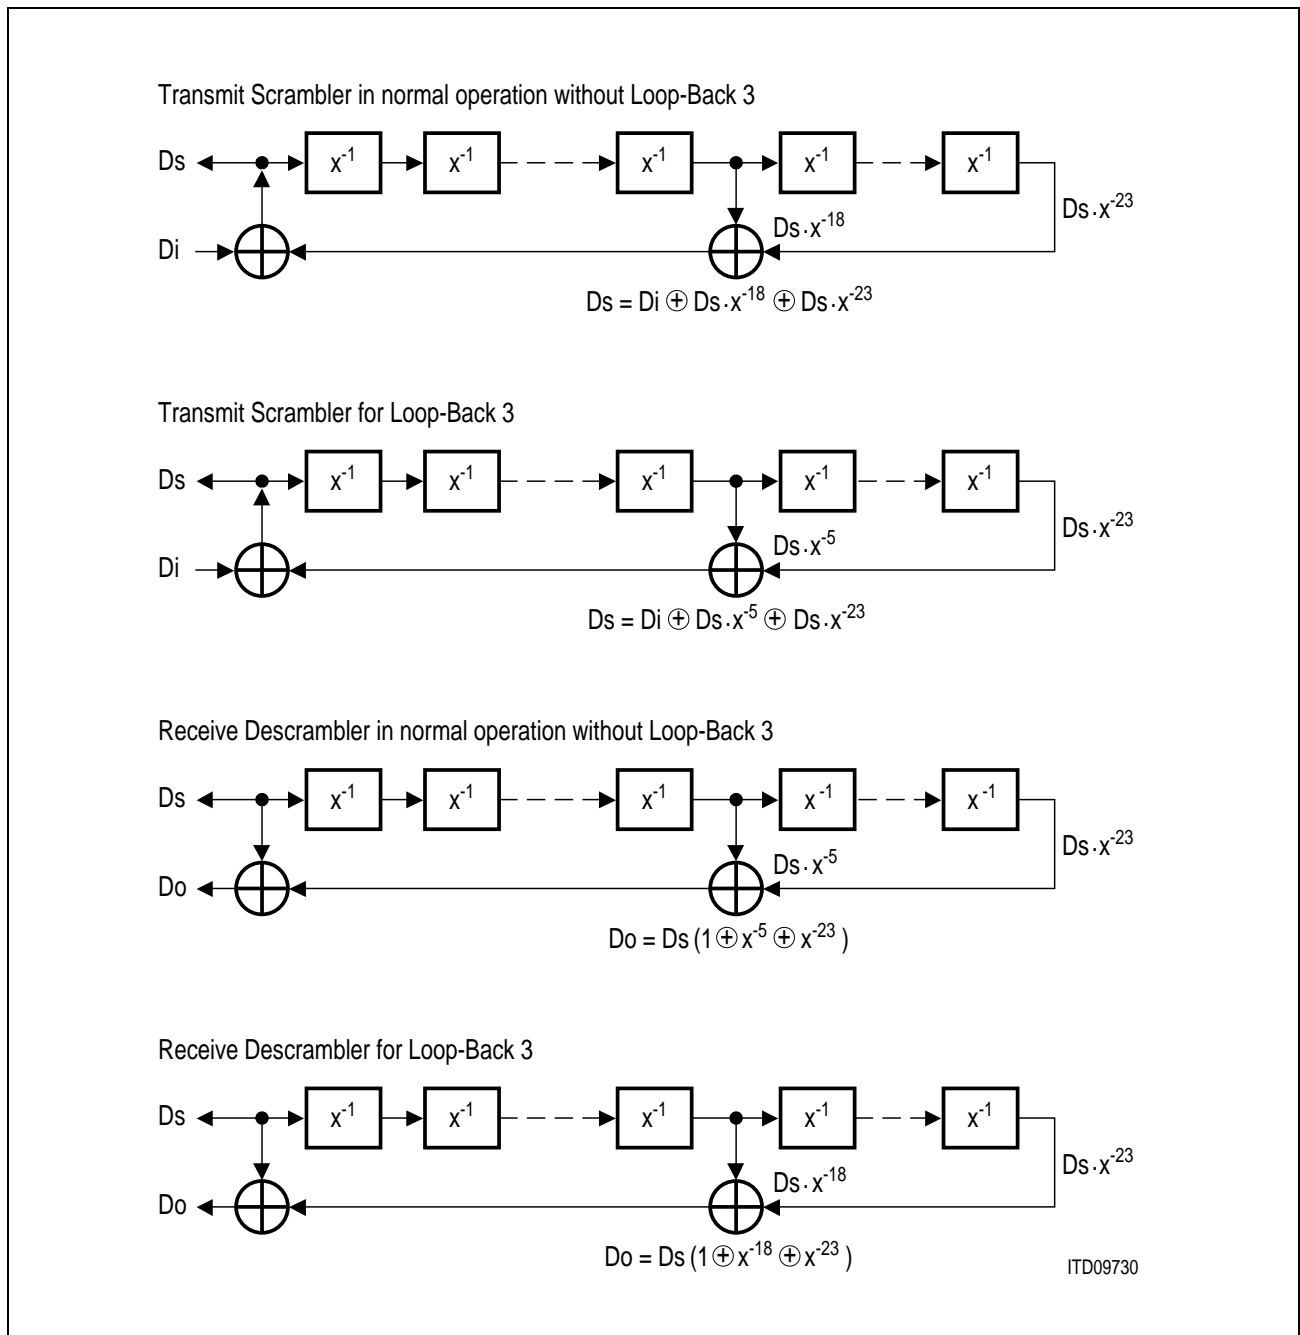 Transmit Scrambler in normal operation without Loop-Back 3
Ds x⁻¹ x⁻¹ x⁻¹ x⁻¹ x⁻¹
Ds·x⁻²³
Di Ds·x⁻¹⁸
Ds = Di ⊕ Ds·x⁻¹⁸ ⊕ Ds·x⁻²³
Transmit Scrambler for Loop-Back 3
Ds x⁻¹ x⁻¹ x⁻¹ x⁻¹ x⁻¹
Ds·x⁻²³
Di Ds·x⁻⁵
Ds = Di ⊕ Ds·x⁻⁵ ⊕ Ds·x⁻²³
Receive Descrambler in normal operation without Loop-Back 3
Ds x⁻¹ x⁻¹ x⁻¹ x⁻¹ x⁻¹
Ds·x⁻²³
Do Ds·x⁻⁵
Do = Ds (1 ⊕ x⁻⁵ ⊕ x⁻²³ )
Receive Descrambler for Loop-Back 3
Ds x⁻¹ x⁻¹ x⁻¹ x⁻¹ x⁻¹
Ds·x⁻²³
Do Ds·x⁻¹⁸
Do = Ds (1 ⊕ x⁻¹⁸ ⊕ x⁻²³ )
ITD09730